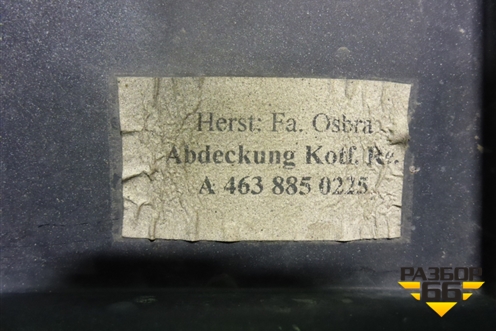 Herst: Fa. Osbra
Abdeckung Koff. Re.
A 463 885 0225
РАЗБОР
66